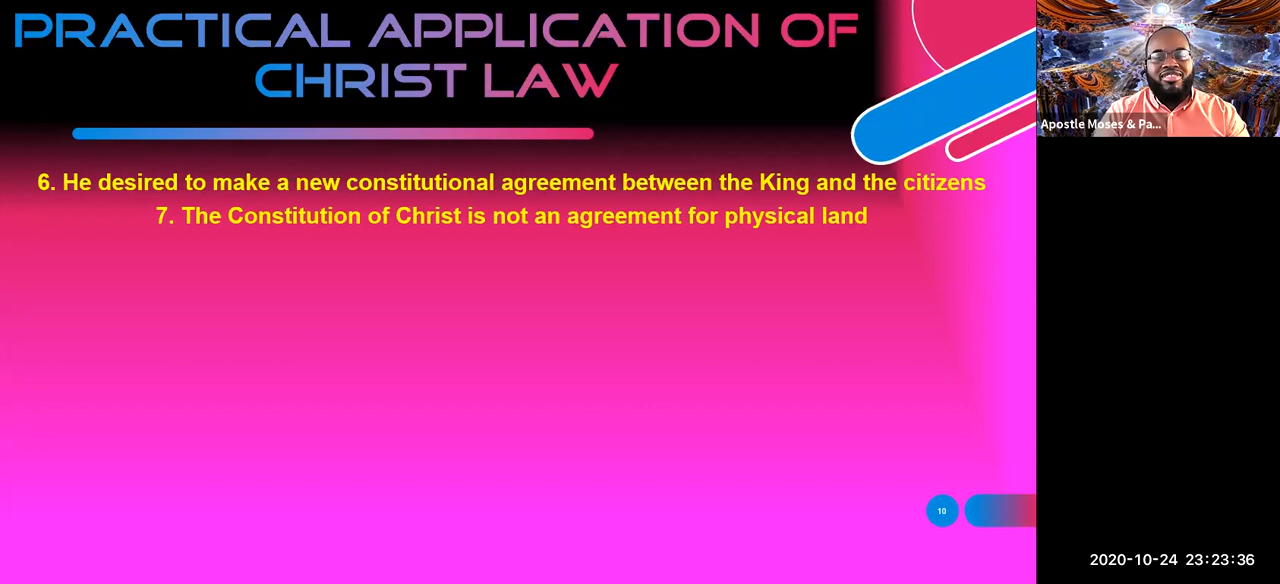 PRACTICAL APPLICATION OF
CHRIST LAW
6. He desired to make a new constitutional agreement between the King and the citizens
7. The Constitution of Christ is not an agreement for physical land
Apostle Moses & Pa...
10
2020-10-24 23:23:36